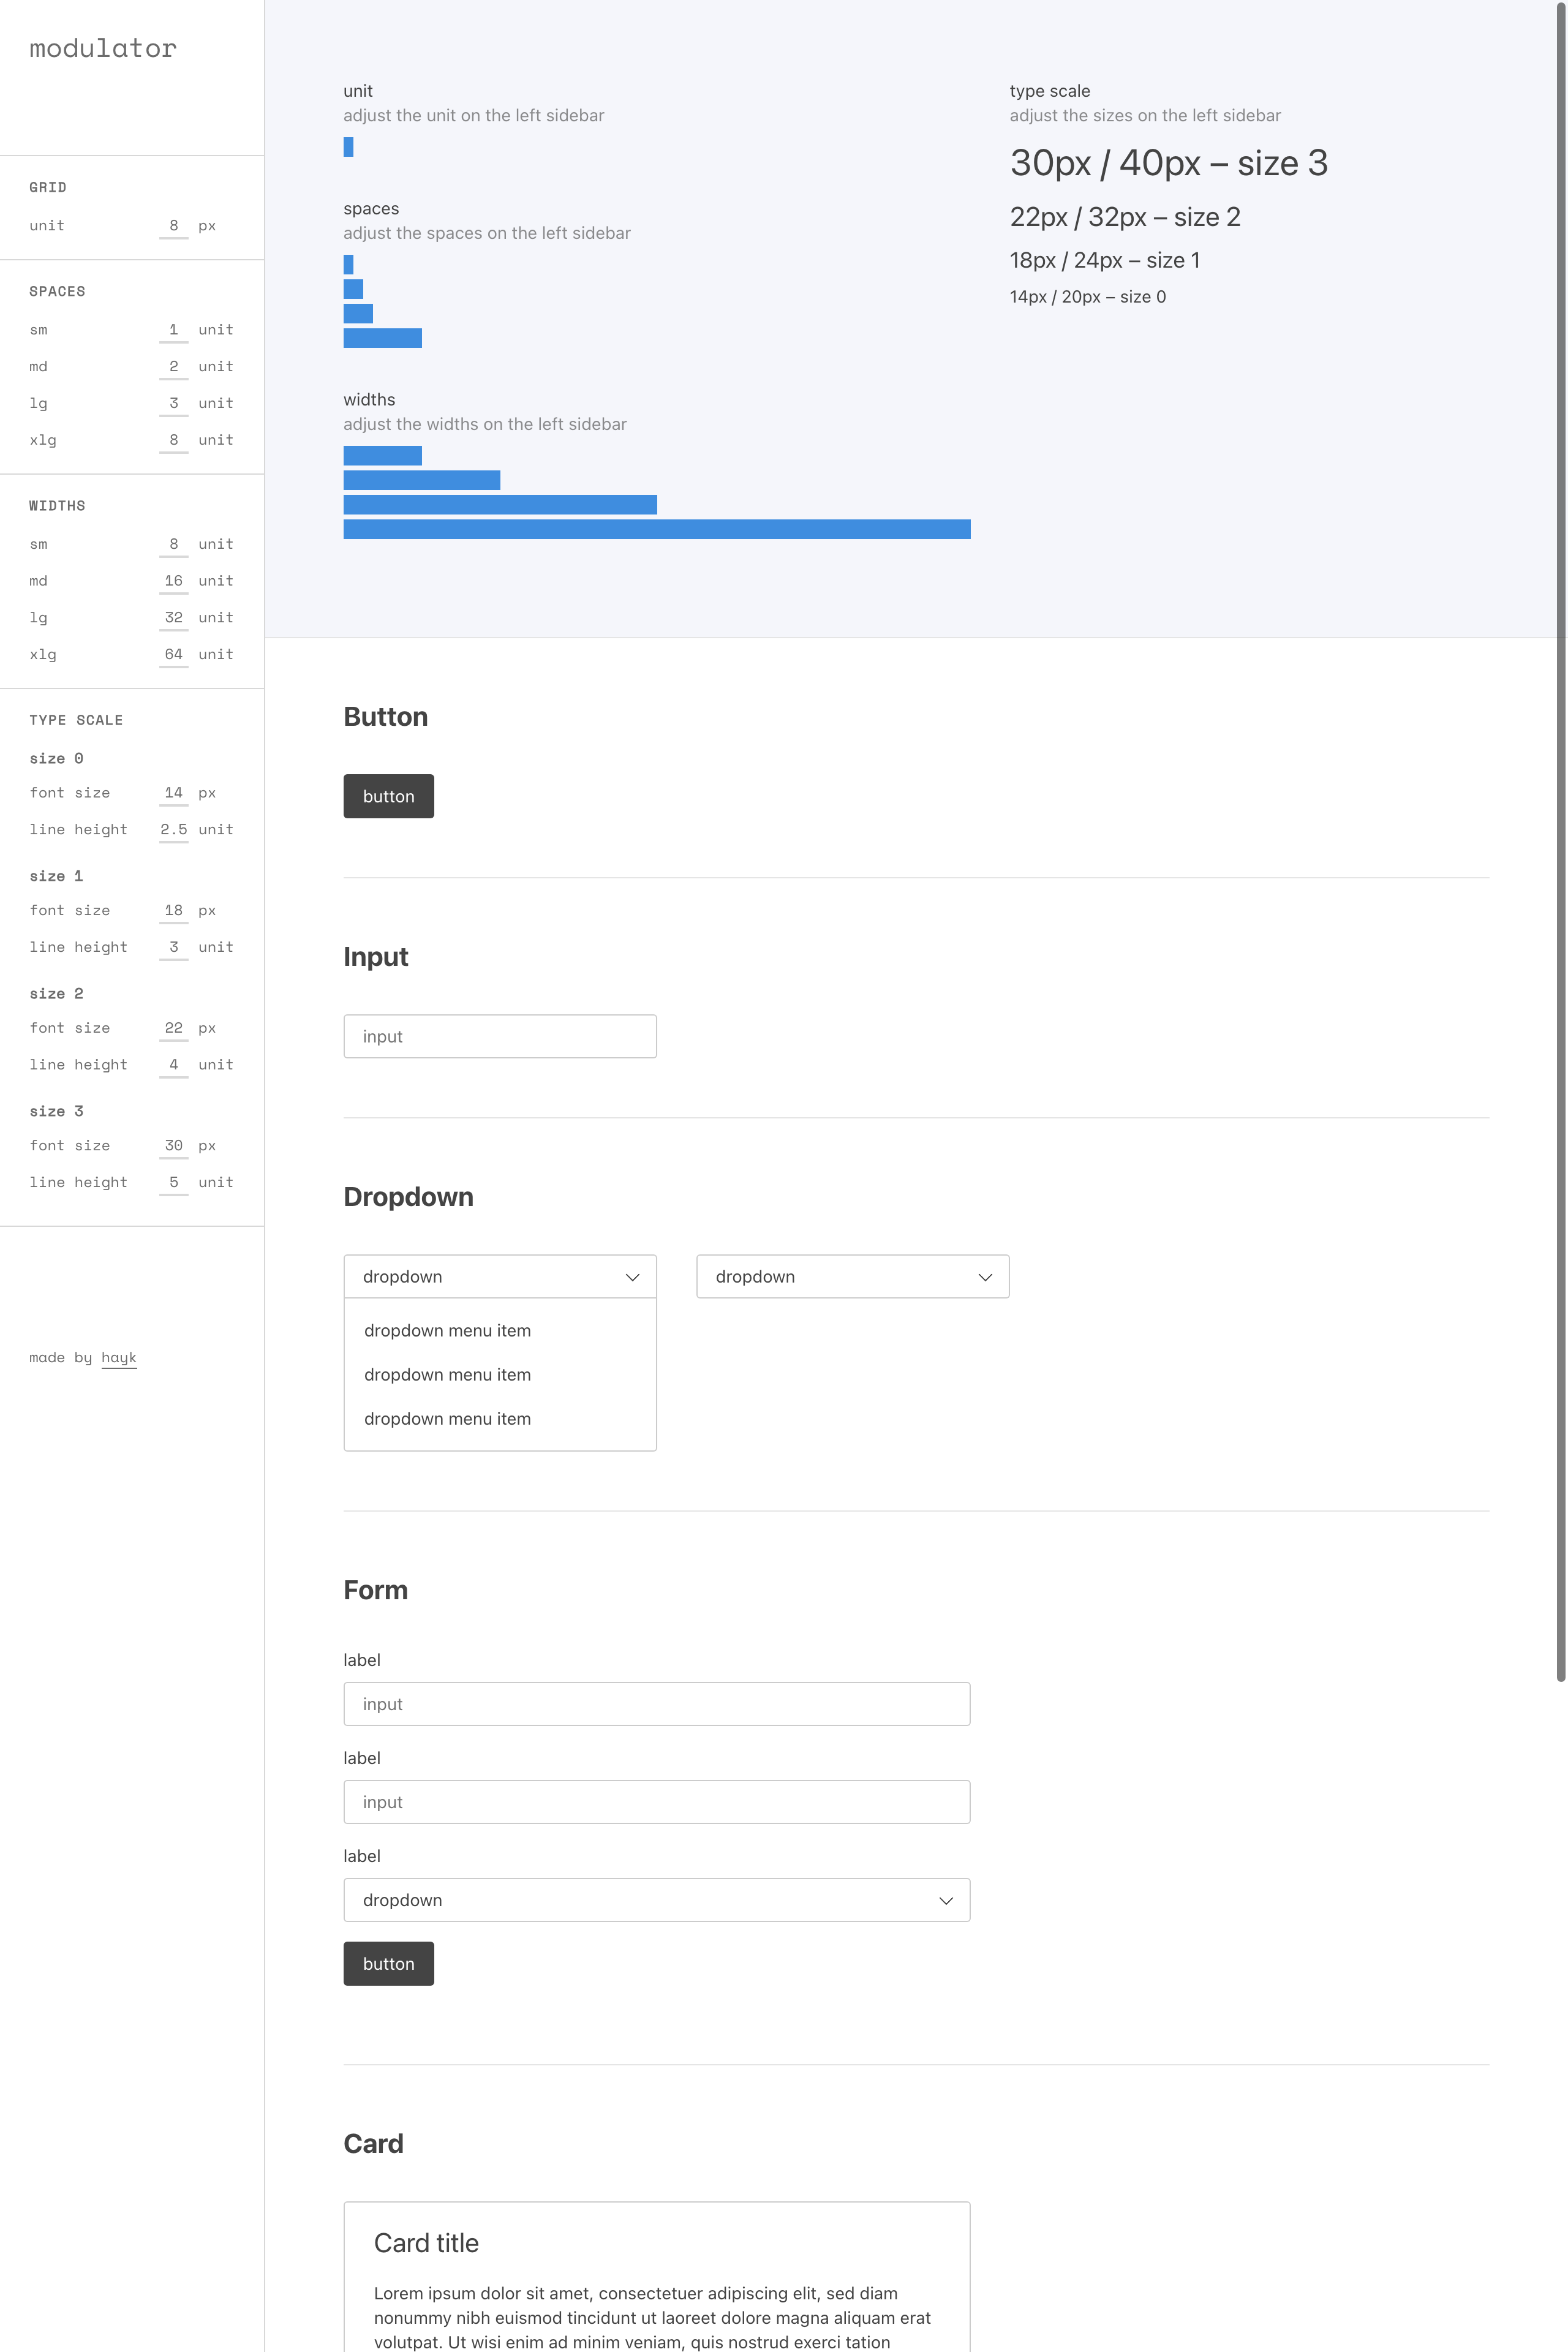 modulator
GRID
unit 8 px
SPACES
sm 1 unit
md 2 unit
lg 3 unit
xlg 8 unit
WIDTHS
sm 8 unit
md 16 unit
lg 32 unit
xlg 64 unit
TYPE SCALE
size 0
font size 14 px
line height 2.5 unit
size 1
font size 18 px
line height 3 unit
size 2
font size 22 px
line height 4 unit
size 3
font size 30 px
line height 5 unit
made by hayk
unit
adjust the unit on the left sidebar
spaces
adjust the spaces on the left sidebar
widths
adjust the widths on the left sidebar
type scale
adjust the sizes on the left sidebar
30px / 40px – size 3
22px / 32px – size 2
18px / 24px – size 1
14px / 20px – size 0
Button
button
Input
input
Dropdown
dropdown
dropdown menu item
dropdown menu item
dropdown menu item
dropdown
Form
label
input
label
input
label
dropdown
button
Card
Card title
Lorem ipsum dolor sit amet, consectetuer adipiscing elit, sed diam
nonummy nibh euismod tincidunt ut laoreet dolore magna aliquam erat
volutpat. Ut wisi enim ad minim veniam, quis nostrud exerci tation